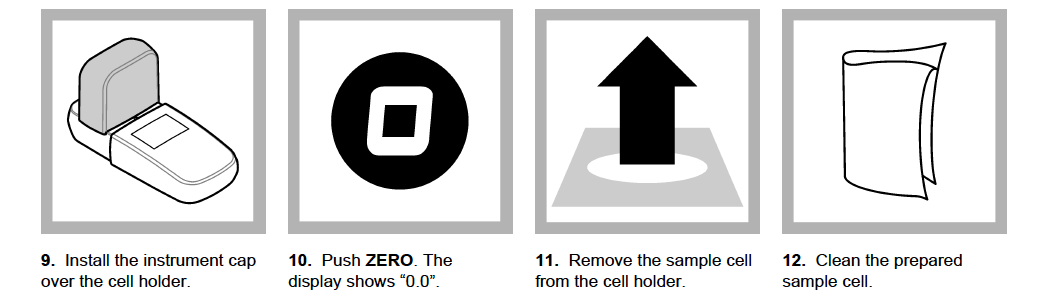 9. Install the instrument cap
over the cell holder.
10. Push ZERO. The
display shows “0.0”.
11. Remove the sample cell
from the cell holder.
12. Clean the prepared
sample cell.